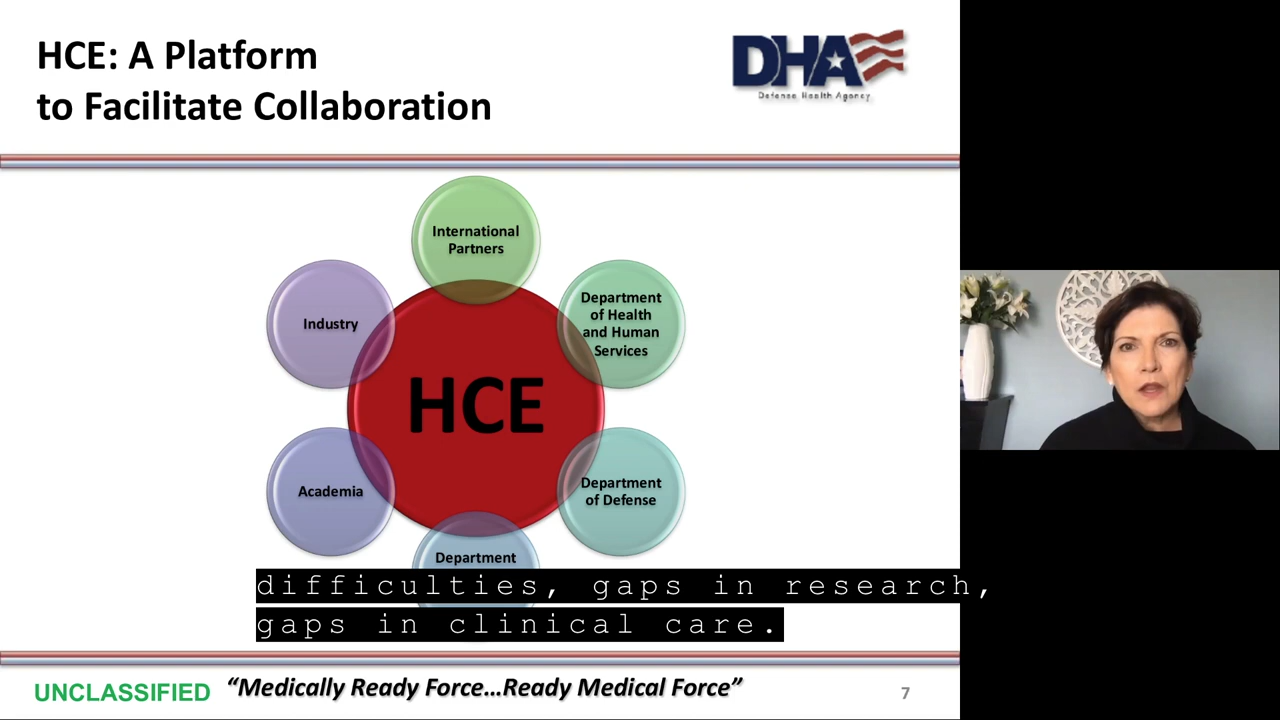 HCE: A Platform
to Facilitate Collaboration
DHA
Defense Health Agency
International
Partners
Industry
Department
of Health
and Human
Services
HCE
Academia
Department
of Defense
Department
difficulties, gaps in research,
gaps in clinical care.
UNCLASSIFIED
“Medically Ready Force…Ready Medical Force”
7